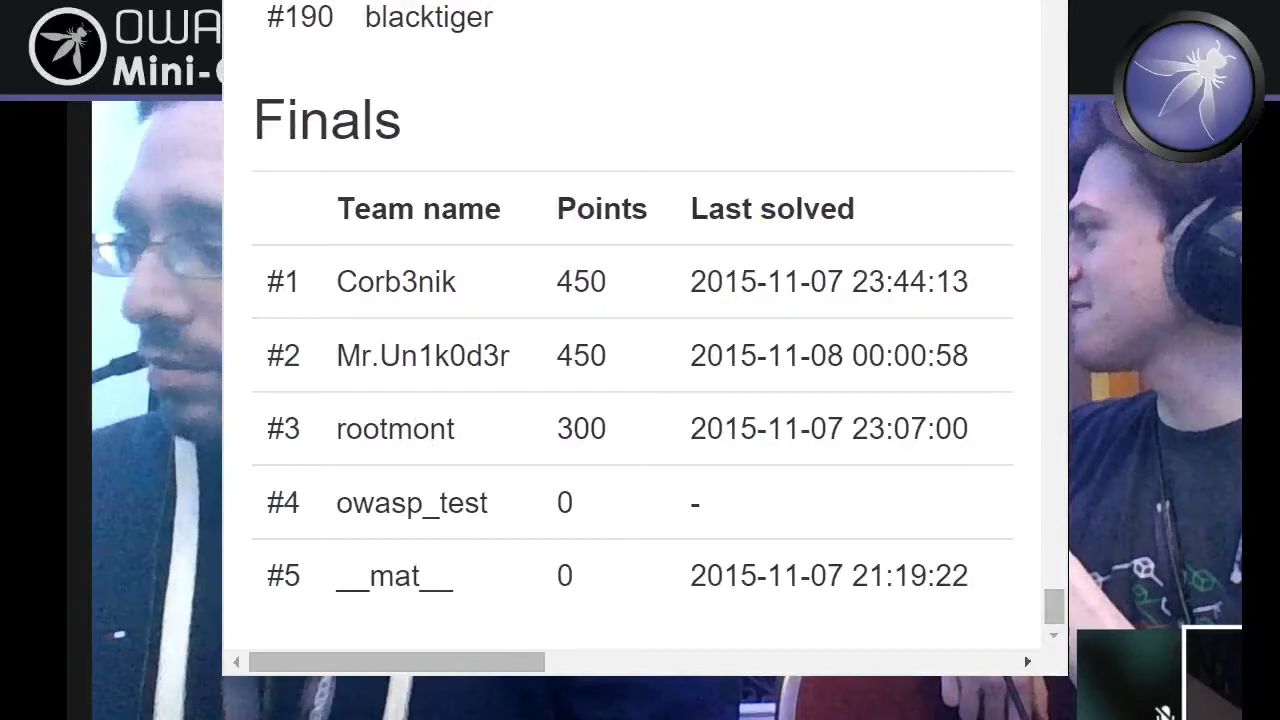 OWA
Mini-
#190 blacktiger
Finals
Team name Points Last solved
#1 Corb3nik 450 2015-11-07 23:44:13
#2 Mr.Un1k0d3r 450 2015-11-08 00:00:58
#3 rootmont 300 2015-11-07 23:07:00
#4 owasp_test 0 -
#5 __mat__ 0 2015-11-07 21:19:22